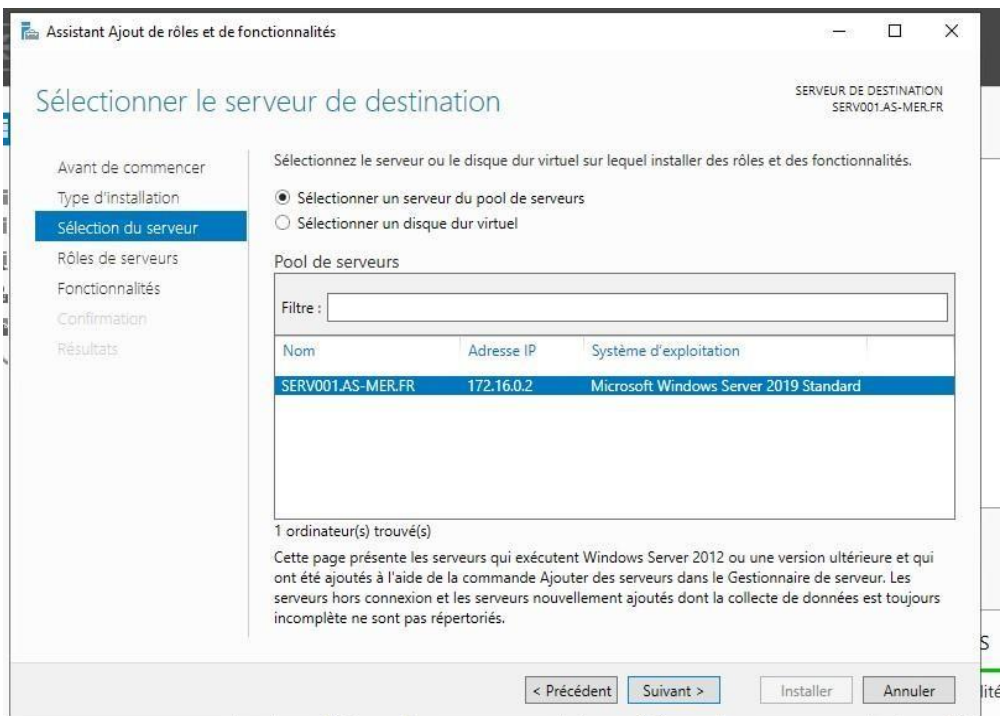 Assistant Ajout de rôles et de fonctionnalités
Sélectionner le serveur de destination
SERVEUR DE DESTINATION
SERV001.AS-MER.FR
Avant de commencer
Type d'installation
Sélection du serveur
Rôles de serveurs
Fonctionnalités
Confirmation
Résultats
Sélectionnez le serveur ou le disque dur virtuel sur lequel installer des rôles et des fonctionnalités.
Sélectionner un serveur du pool de serveurs
Sélectionner un disque dur virtuel
Pool de serveurs
Filtre :
Nom Adresse IP Système d'exploitation
SERV001.AS-MER.FR 172.16.0.2 Microsoft Windows Server 2019 Standard
1 ordinateur(s) trouvé(s)
Cette page présente les serveurs qui exécutent Windows Server 2012 ou une version ultérieure et qui
ont été ajoutés à l'aide de la commande Ajouter des serveurs dans le Gestionnaire de serveur. Les
serveurs hors connexion et les serveurs nouvellement ajoutés dont la collecte de données est toujours
incomplète ne sont pas répertoriés.
< Précédent Suivant > Installer Annuler